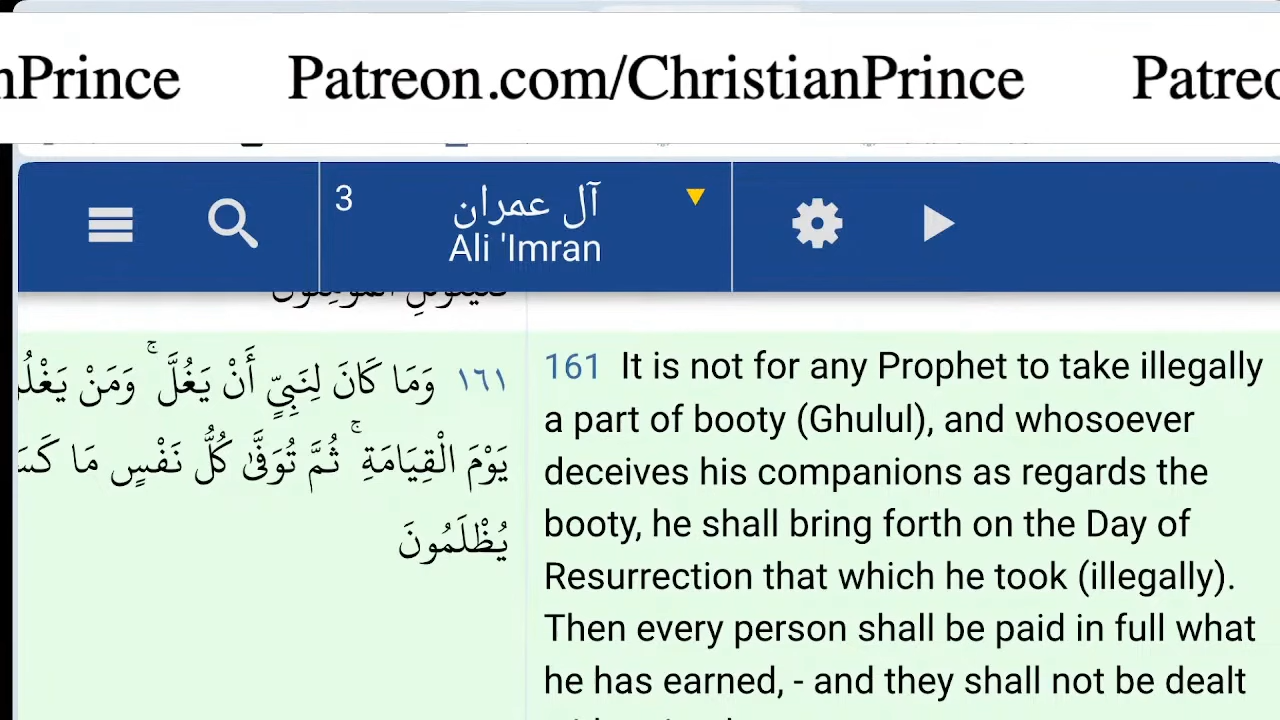 nPrince Patreon.com/ChristianPrince Patreo
3
آل عمران
Ali 'Imran
١٦١ وَمَا كَانَ لِنَبِيٍّ أَنْ يَغُلَّ ۚ وَمَنْ يَغْلُ
يَوْمَ الْقِيَامَةِ ۚ ثُمَّ تُوَفَّىٰ كُلُّ نَفْسٍ مَا كَسَ
يُظْلَمُونَ
161 It is not for any Prophet to take illegally
a part of booty (Ghulul), and whosoever
deceives his companions as regards the
booty, he shall bring forth on the Day of
Resurrection that which he took (illegally).
Then every person shall be paid in full what
he has earned, - and they shall not be dealt